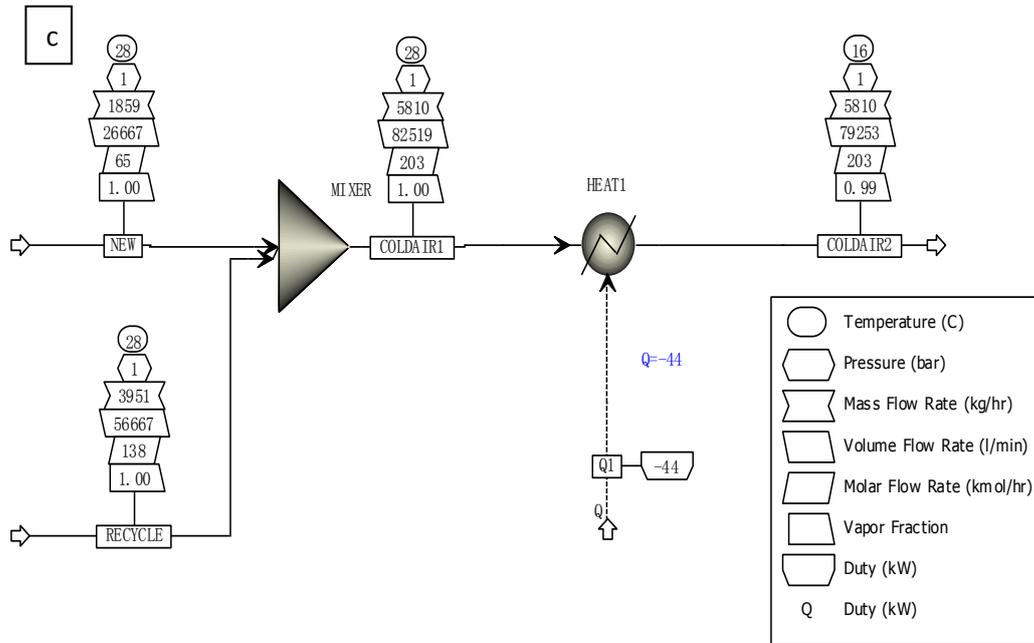 c
28
1
1859
26667
65
1.00
NEW
28
1
5810
82519
203
1.00
MIXER
COLDAIR1
HEAT1
16
1
5810
79253
203
0.99
COLDAIR2
28
1
3951
56667
138
1.00
RECYCLE
Q=-44
Q1
-44
Q
Temperature (C)
Pressure (bar)
Mass Flow Rate (kg/hr)
Volume Flow Rate (l/min)
Molar Flow Rate (kmol/hr)
Vapor Fraction
Duty (kW)
Q Duty (kW)